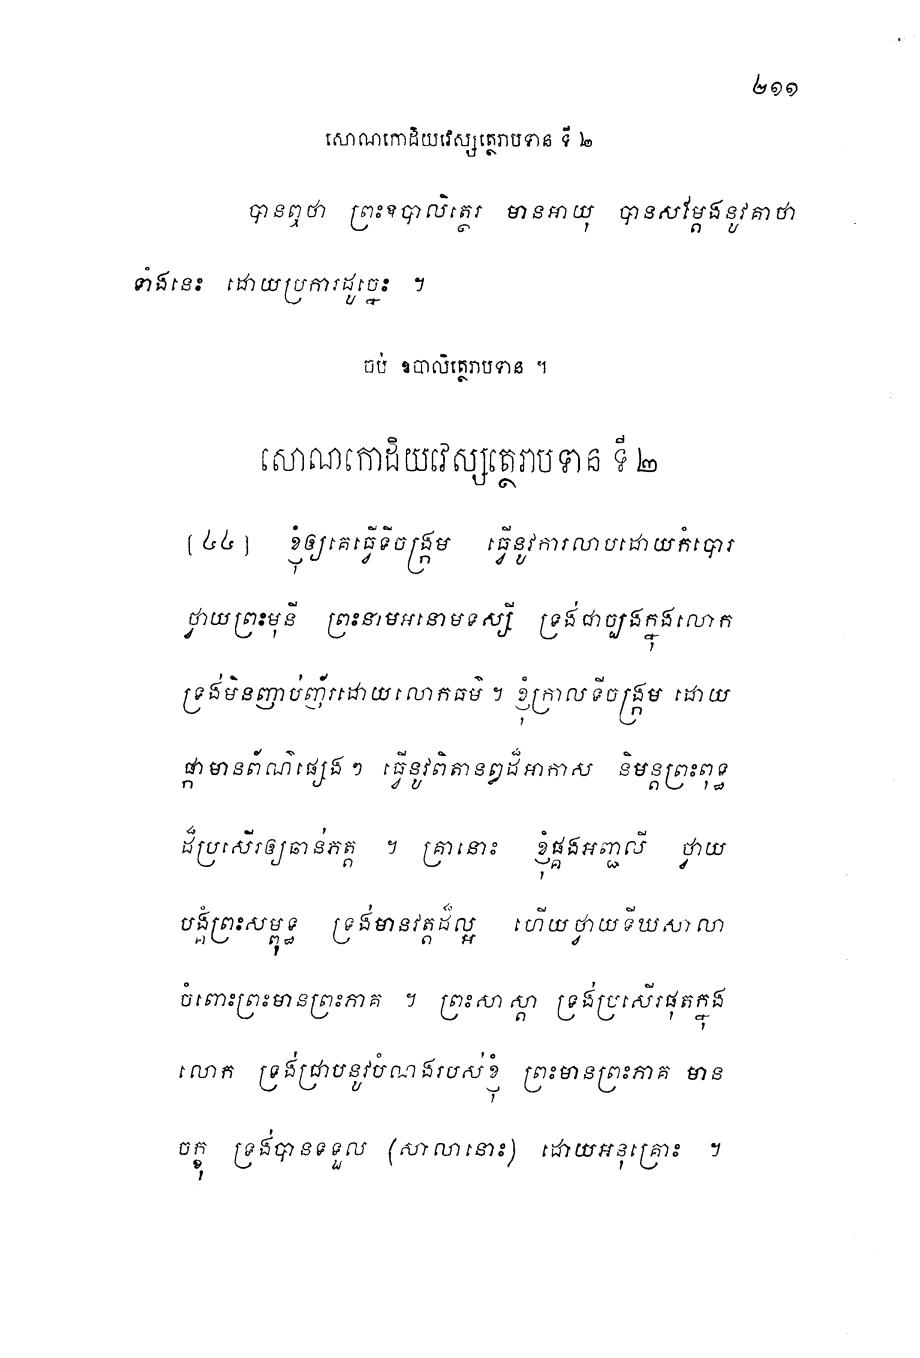 ២១១
សោណកោដិយវេស្សត្ថេរាបទាន ទី ២
បានឮថា ព្រះឧបាលិត្ថេរ មានអាយុ បានសម្ដែងនូវគាថា
ទាំងនេះ ដោយប្រការដូច្នេះ ។
ចប់ ឧបាលិត្ថេរាបទាន ។
សោណកោដិយវេស្សត្ថេរាបទាន ទី ២
[៤៤] ខ្ញុំឲ្យគេធ្វើទីចង្ក្រម ធ្វើនូវការលាបដោយកំបោរ
ថ្វាយព្រះមុនី ព្រះនាមអនោមទស្សី ទ្រង់ជាច្បងក្នុងលោក
ទ្រង់មិនញាប់ញ័រដោយលោកធម៌ ។ ខ្ញុំក្រាលទីចង្ក្រម ដោយ
ផ្កាមានព័ណ៌ផ្សេងៗ ធ្វើនូវពិតានឰដ៏អាកាស និមន្តព្រះពុទ្ធ
ដ៏ប្រសើរឲ្យឆាន់ភត្ត ។ គ្រានោះ ខ្ញុំផ្គងអញ្ជលី ថ្វាយ
បង្គំព្រះសម្ពុទ្ធ ទ្រង់មានវត្តដ៏ល្អ ហើយថ្វាយទីឃសាលា
ចំពោះព្រះមានព្រះភាគ ។ ព្រះសាស្តា ទ្រង់ប្រសើរផុតក្នុង
លោក ទ្រង់ជ្រាបនូវបំណងរបស់ខ្ញុំ ព្រះមានព្រះភាគ មាន
ចក្ខុ ទ្រង់បានទទួល (សាលានោះ) ដោយអនុគ្រោះ ។